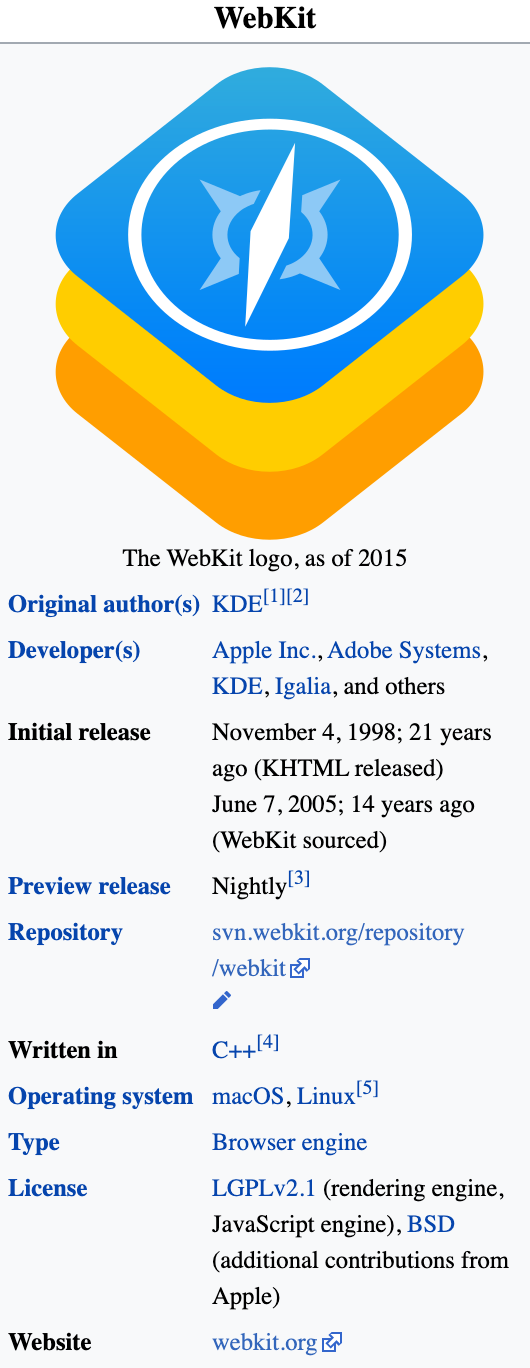 WebKit
The WebKit logo, as of 2015
Original author(s) KDE[1][2]
Developer(s) Apple Inc., Adobe Systems,
KDE, Igalia, and others
Initial release November 4, 1998; 21 years
ago (KHTML released)
June 7, 2005; 14 years ago
(WebKit sourced)
Preview release Nightly[3]
Repository svn.webkit.org/repository
/webkit
Written in C++[4]
Operating system macOS, Linux[5]
Type Browser engine
License LGPLv2.1 (rendering engine,
JavaScript engine), BSD
(additional contributions from
Apple)
Website webkit.org